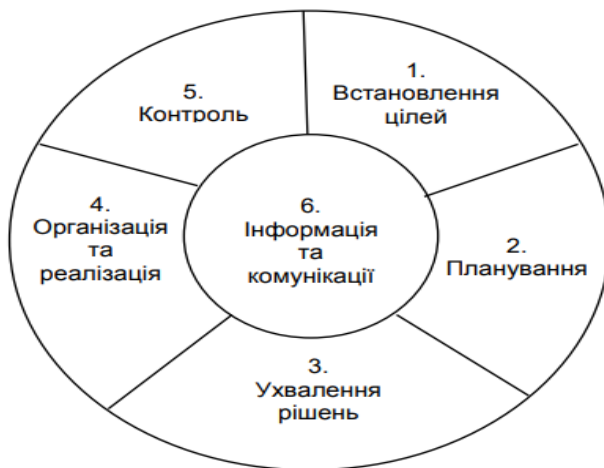 1.
Встановлення
цілей
2.
Планування
3.
Ухвалення
рішень
4.
Організація
та
реалізація
5.
Контроль
6.
Інформація
та
комунікації